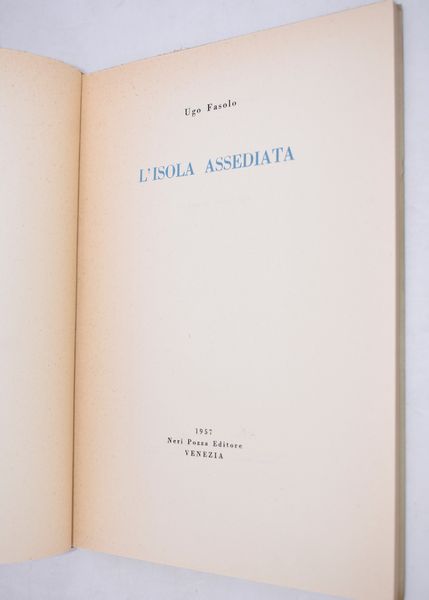 Ugo Fasolo
L'ISOLA ASSEDIATA
1957
Neri Pozza Editore
VENEZIA